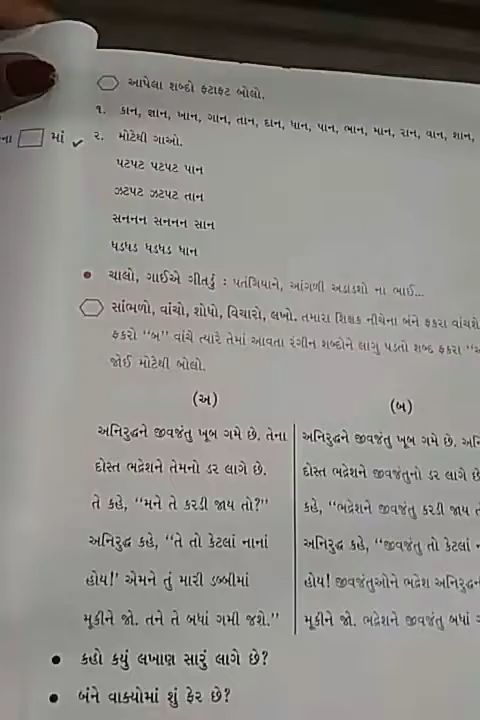 આપેલા શબ્દો ફટાફટ બોલો.
૧. કાન, જ્ઞાન, ખાન, ગાન, તાન, દાન, ધાન, પાન, ભાન, માન, રાન, વાન, શાન,
ના માં
૨. મોટેથી ગાઓ.
પટપટ પટપટ પાન
ઝટપટ ઝટપટ તાન
સનનન સનનન સાન
ધડધડ ધડધડ ધાન
ચાલો, ગાઈએ ગીતડું : પતંગિયાને, આંગળી અડાડશો ના ભાઈ...
સાંભળો, વાંચો, શોધો, વિચારો, લખો. તમારા શિક્ષક નીચેના બંને ફકરા વાંચશે
ફકરો "બ" વાંચે ત્યારે તેમાં આવતા રંગીન શબ્દોને લાગુ પડતો શબ્દ ફકરા
જોઈ મોટેથી બોલો.
(અ)
અનિરુદ્ધને જીવજંતુ ખૂબ ગમે છે. તેના
દોસ્ત ભદ્રેશને તેમનો ડર લાગે છે.
તે કહે, "મને તે કરડી જાય તો?"
અનિરુદ્ધ કહે, "તે તો કેટલાં નાનાં
હોય!' એમને તું મારી ડબ્બીમાં
મૂકીને જો. તને તે બધાં ગમી જશે."
(બ)
અનિરુદ્ધને જીવજંતુ ખૂબ ગમે છે.
દોસ્ત ભદ્રેશને જીવજંતુનો ડર લાગે છે
કહે, "ભદ્રેશને જીવજંતુ કરડી જાય
અનિરુદ્ધ કહે, "જીવજંતુ તો કેટલાં
હોય! જીવજંતુઓને ભદ્રેશ
મૂકીને જો. ભદ્રેશને જીવજંતુ બધાં
કહો કયું લખાણ સારું લાગે છે?
બંને વાક્યોમાં શું ફેર છે?